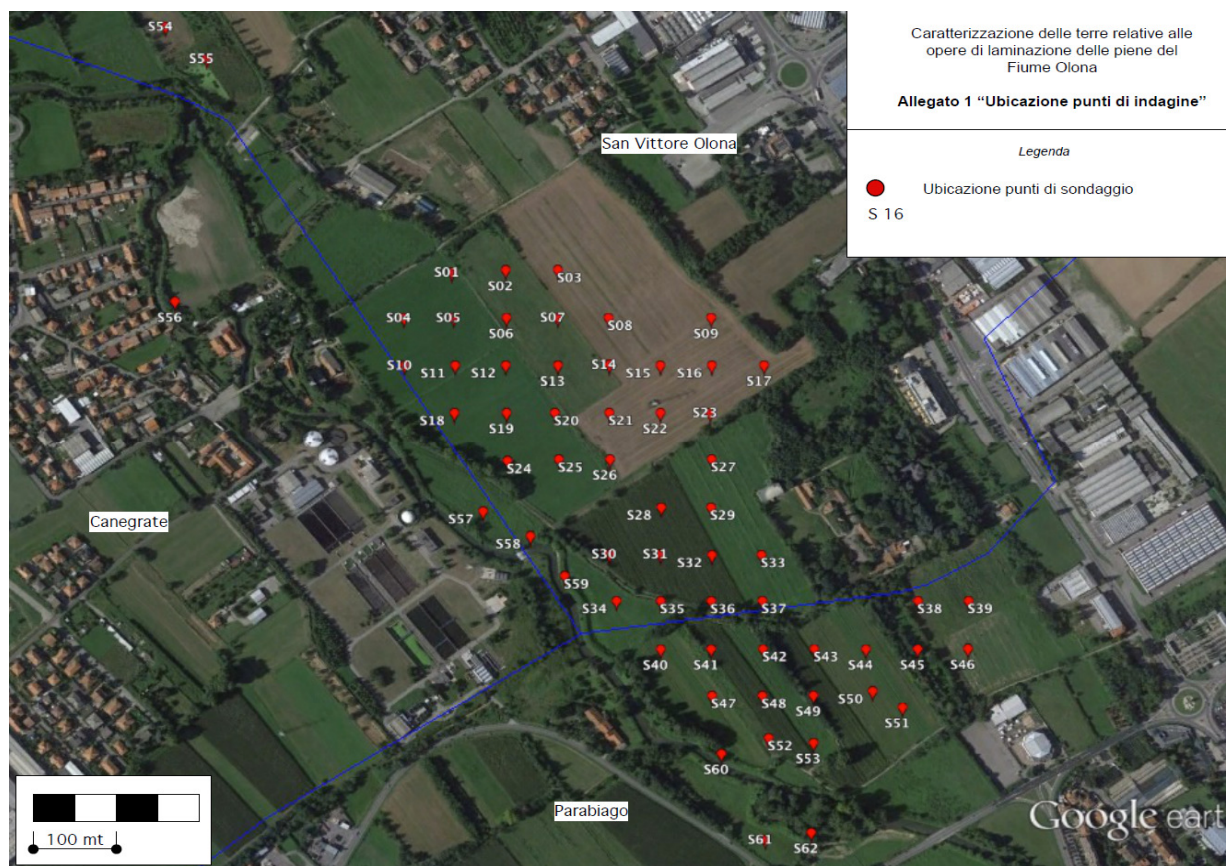 Caratterizzazione delle terre relative alle
opere di laminazione delle piene del
Fiume Olona
Allegato 1 “Ubicazione punti di indagine”
Legenda
Ubicazione punti di sondaggio
S 16
S54
S55
San Vittore Olona
S01
S02
S03
S56
S04
S05
S06
S07
S08
S09
S10
S11
S12
S13
S14
S15
S16
S17
S18
S19
S20
S21
S22
S23
S24
S25
S26
S27
Canegrate
S57
S28
S29
S58
S30
S31
S32
S33
S59
S34
S35
S36
S37
S38
S39
S40
S41
S42
S43
S44
S45
S46
S47
S48
S49
S50
S51
S52
S53
S60
Parabiago
S61
S62
100 mt
Google eart